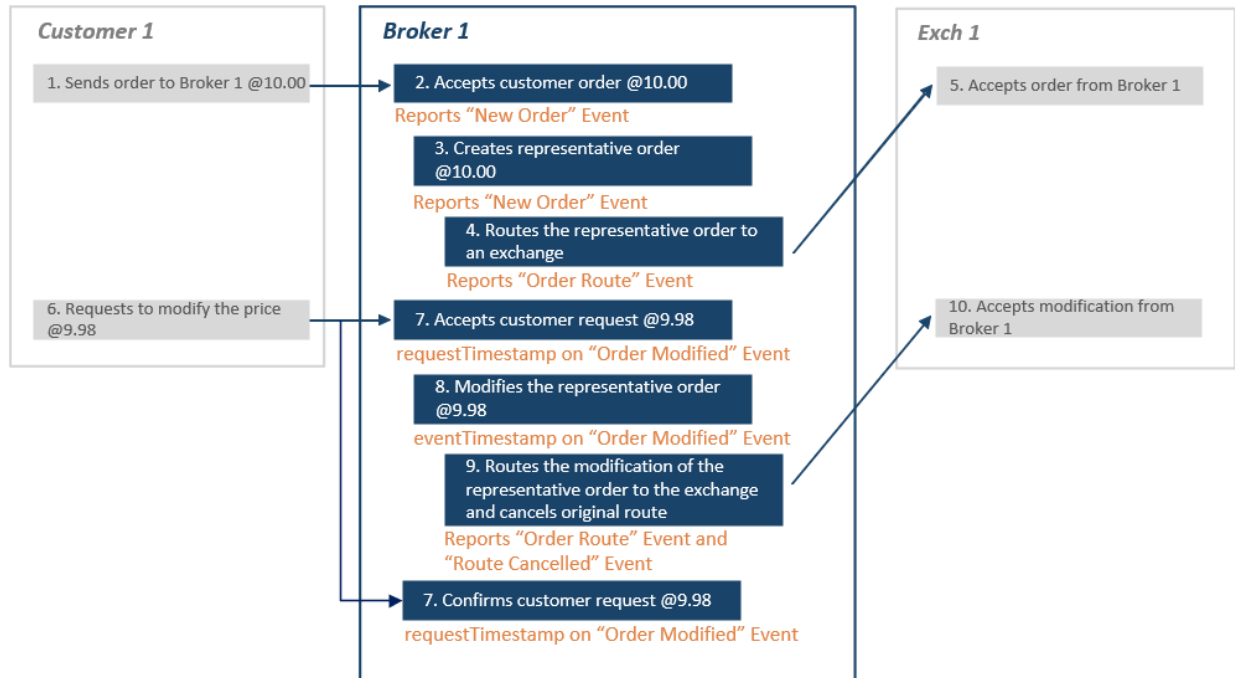 Customer 1
1. Sends order to Broker 1 @10.00
6. Requests to modify the price
@9.98
Broker 1
2. Accepts customer order @10.00
Reports “New Order” Event
3. Creates representative order
@10.00
Reports “New Order” Event
4. Routes the representative order to
an exchange
Reports “Order Route” Event
7. Accepts customer request @9.98
requestTimestamp on “Order Modified” Event
8. Modifies the representative order
@9.98
eventTimestamp on “Order Modified” Event
9. Routes the modification of the
representative order to the exchange
and cancels original route
Reports “Order Route” Event and
“Route Cancelled” Event
7. Confirms customer request @9.98
requestTimestamp on “Order Modified” Event
Exch 1
5. Accepts order from Broker 1
10. Accepts modification from
Broker 1